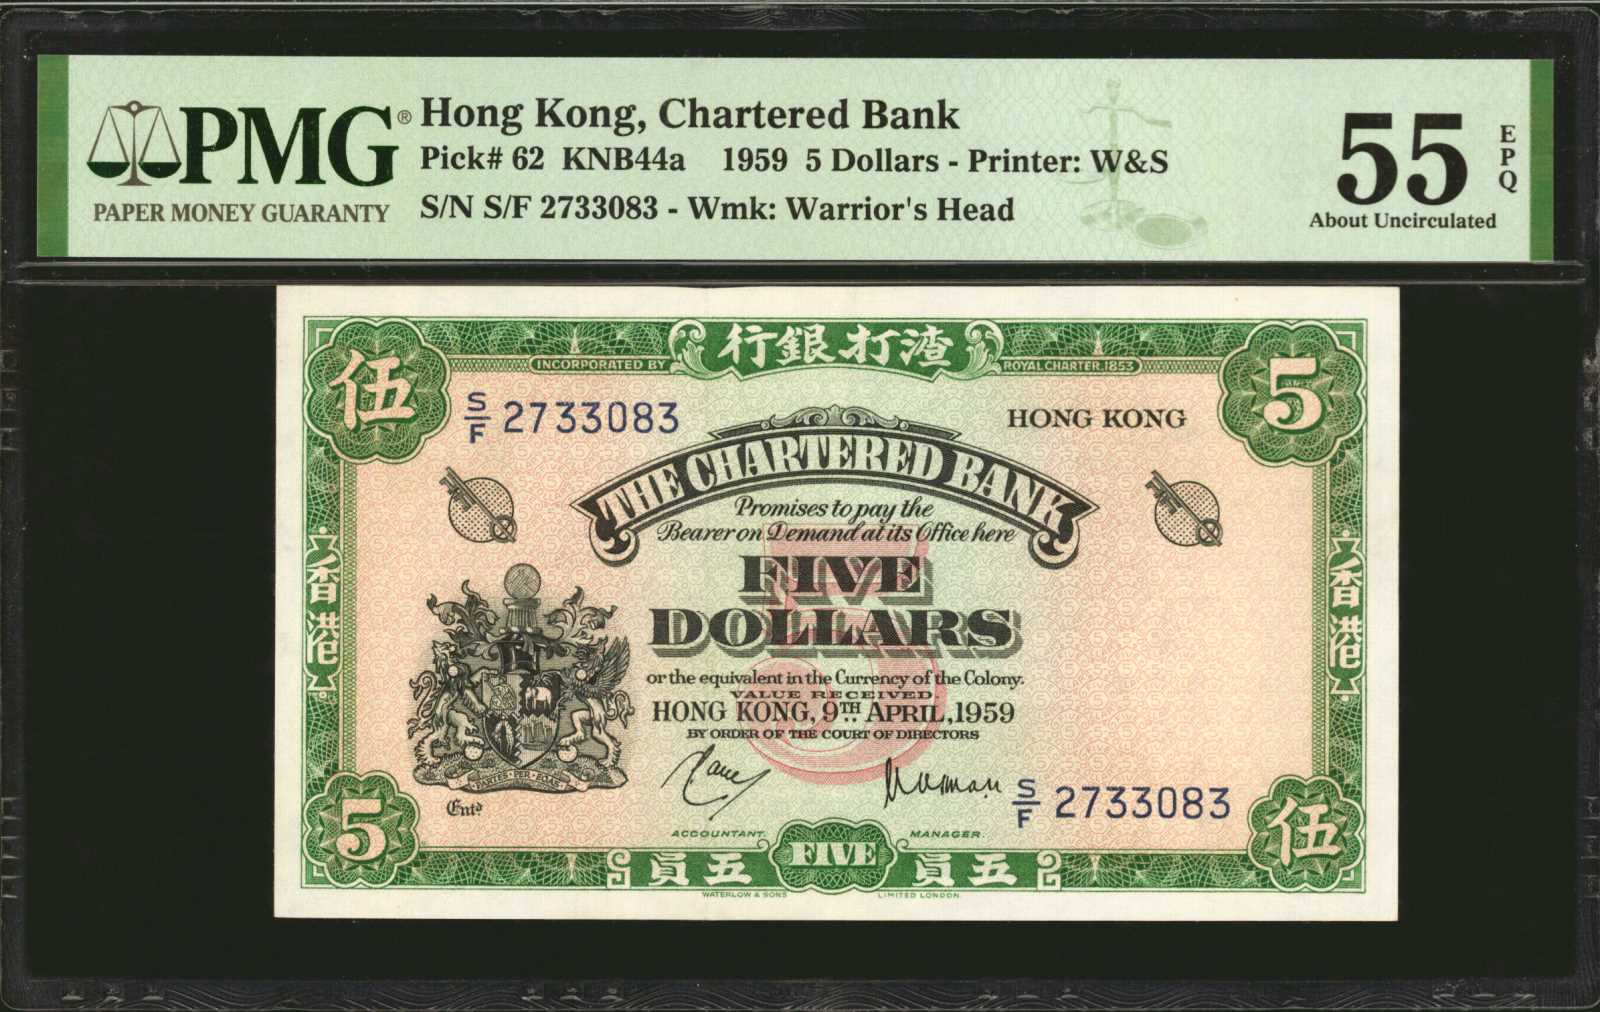 PMG®
PAPER MONEY GUARANTY
Hong Kong, Chartered Bank
Pick# 62 KNB44a 1959 5 Dollars - Printer: W&S
S/N S/F 2733083 - Wmk: Warrior's Head
55 EPQ
About Uncirculated
行銀打渣
INCORPORATED BY ROYAL CHARTER 1853
伍
5
S/F 2733083
HONG KONG
THE CHARTERED BANK
Promises to pay the
Bearer on Demand at its Office here
FIVE
DOLLARS
5
or the equivalent in the Currency of the Colony.
VALUE RECEIVED.
HONG KONG, 9TH APRIL, 1959
BY ORDER OF THE COURT OF DIRECTORS
香港
香港
Entd
S/F 2733083
ACCOUNTANT.
MANAGER.
5
員五
FIVE
員五
伍
WATERLOW & SONS LIMITED LONDON.